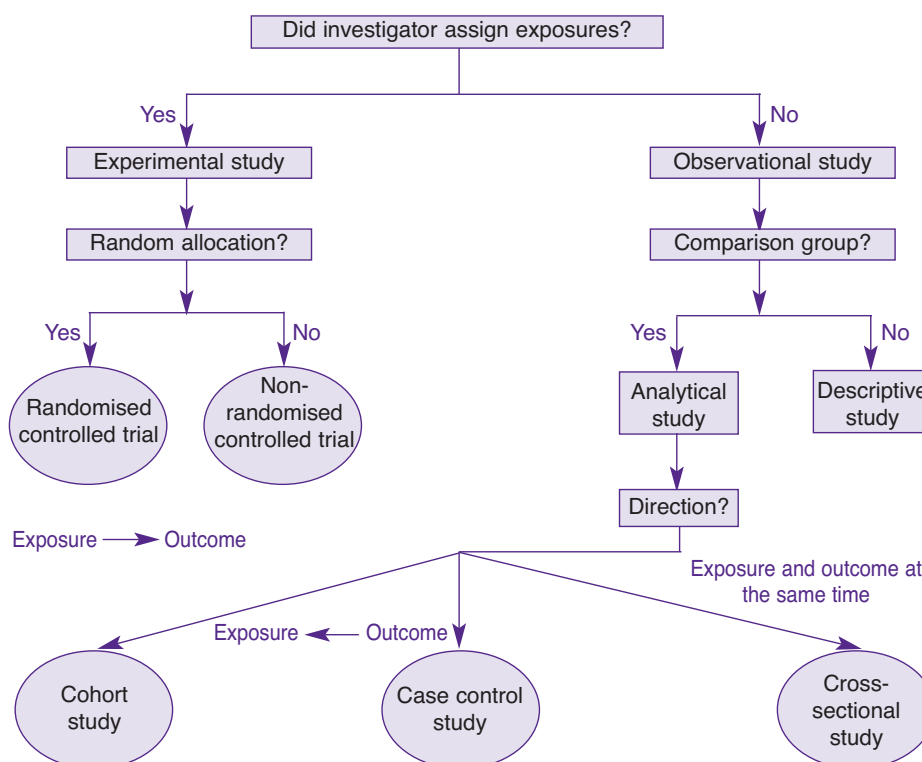 Did investigator assign exposures?
Yes
No
Experimental study
Observational study
Random allocation?
Comparison group?
Yes
No
Yes
No
Randomised
controlled trial
Non-
randomised
controlled trial
Analytical
study
Descriptive
study
Direction?
Exposure
Outcome
Exposure and outcome at
the same time
Exposure
Outcome
Cohort
study
Case control
study
Cross-
sectional
study